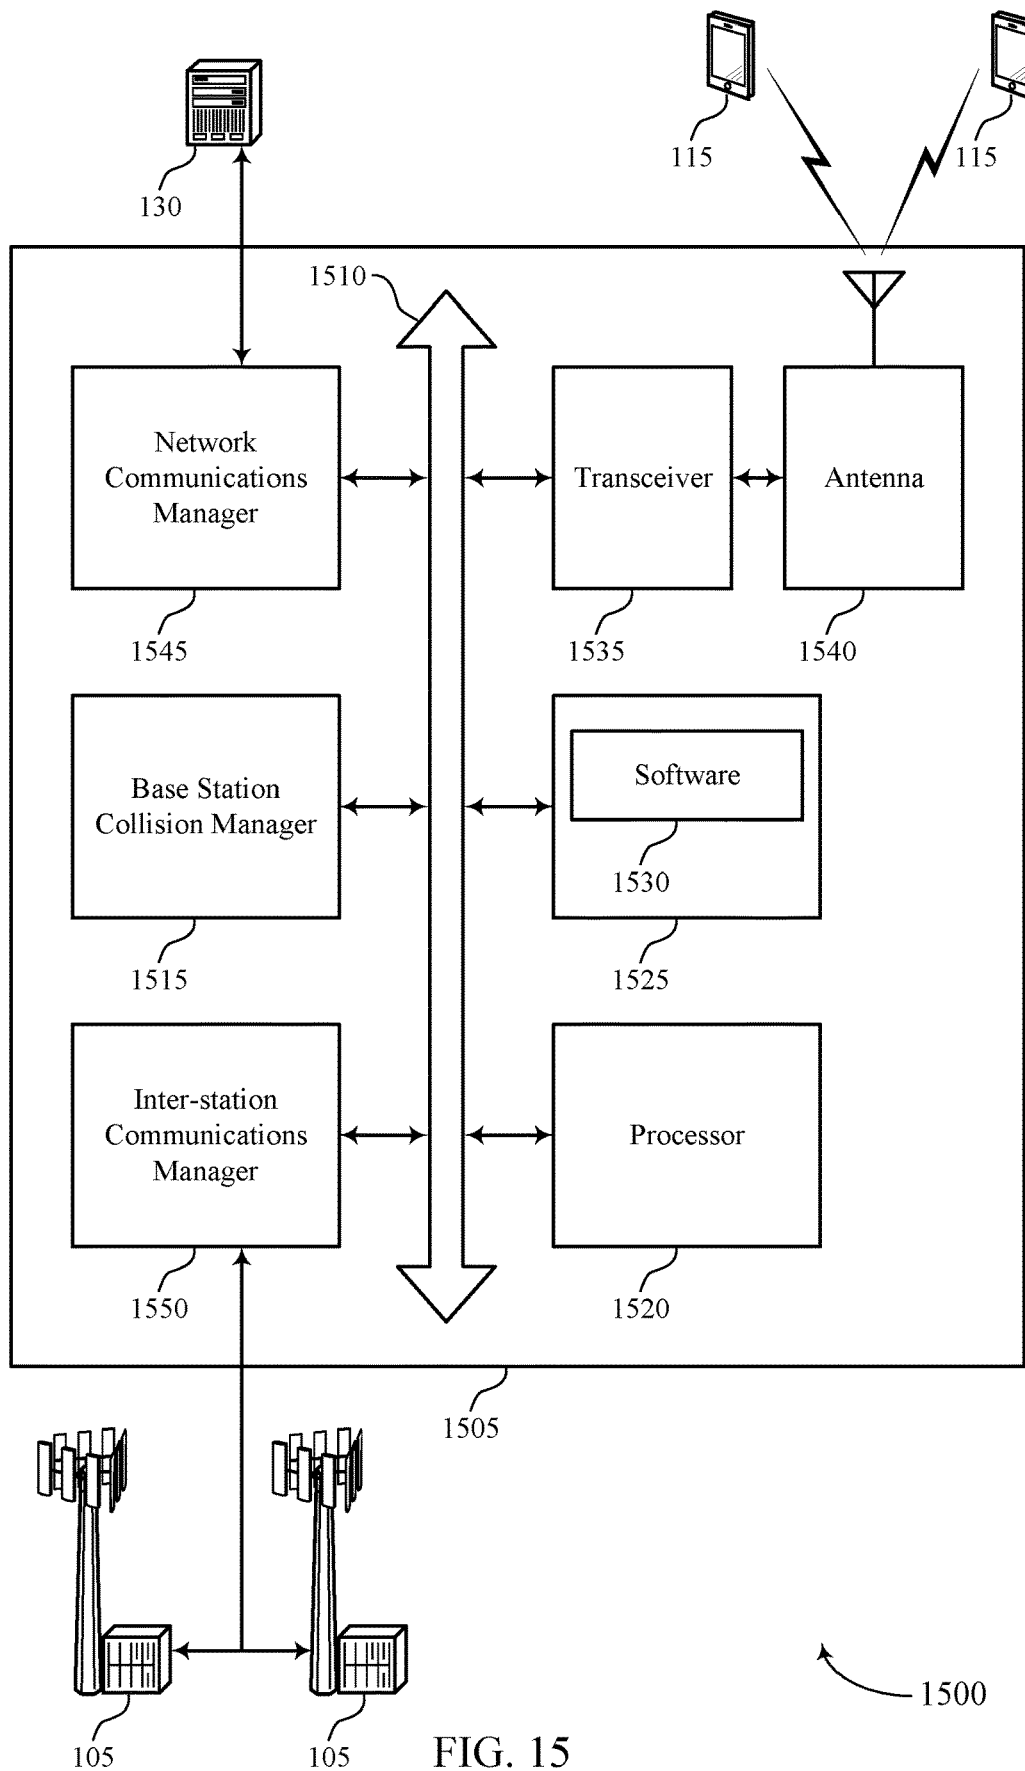 115
115
130
1510
Network
Communications
Manager
Transceiver
Antenna
1545
1535
1540
Base Station
Collision Manager
Software
1530
1515
1525
Inter-station
Communications
Manager
Processor
1550
1520
1505
1500
105
105
FIG. 15